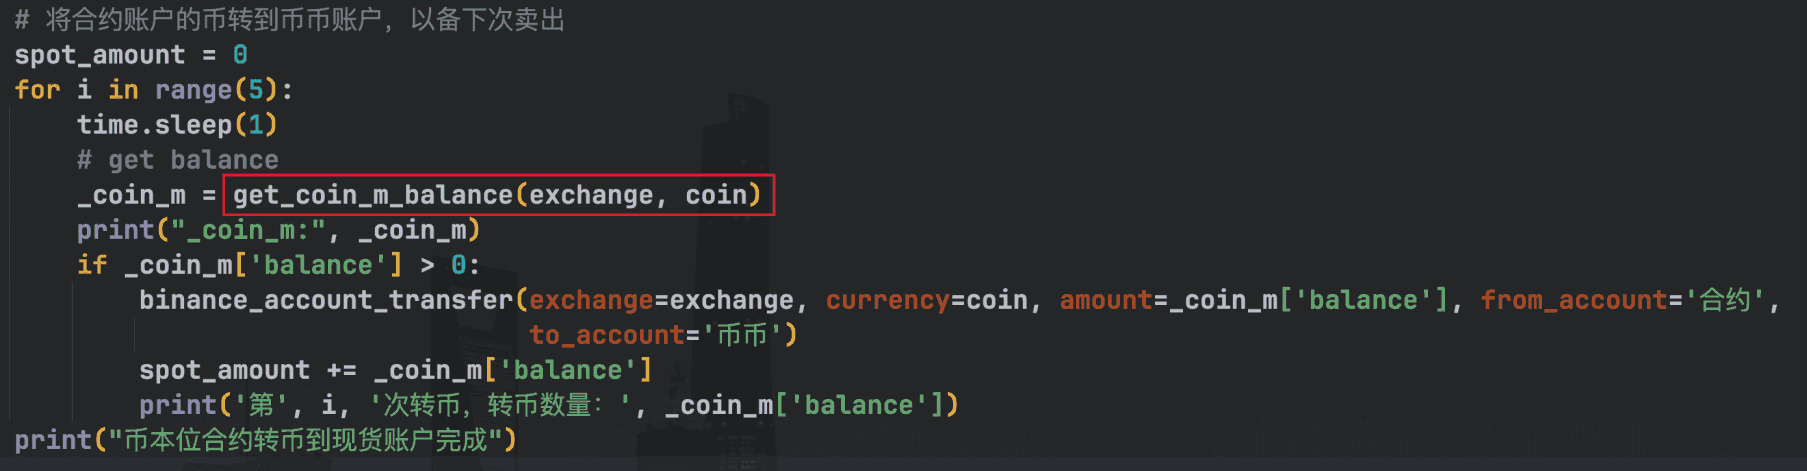 # 将合约账户的币转到币币账户，以备下次卖出
spot_amount = 0
for i in range(5):
    time.sleep(1)
    # get balance
    _coin_m = get_coin_m_balance(exchange, coin)
    print("_coin_m:", _coin_m)
    if _coin_m['balance'] > 0:
        binance_account_transfer(exchange=exchange, currency=coin, amount=_coin_m['balance'], from_account='合约',
                                 to_account='币币')
        spot_amount += _coin_m['balance']
        print('第', i, '次转币，转币数量：', _coin_m['balance'])
print("币本位合约转币到现货账户完成")